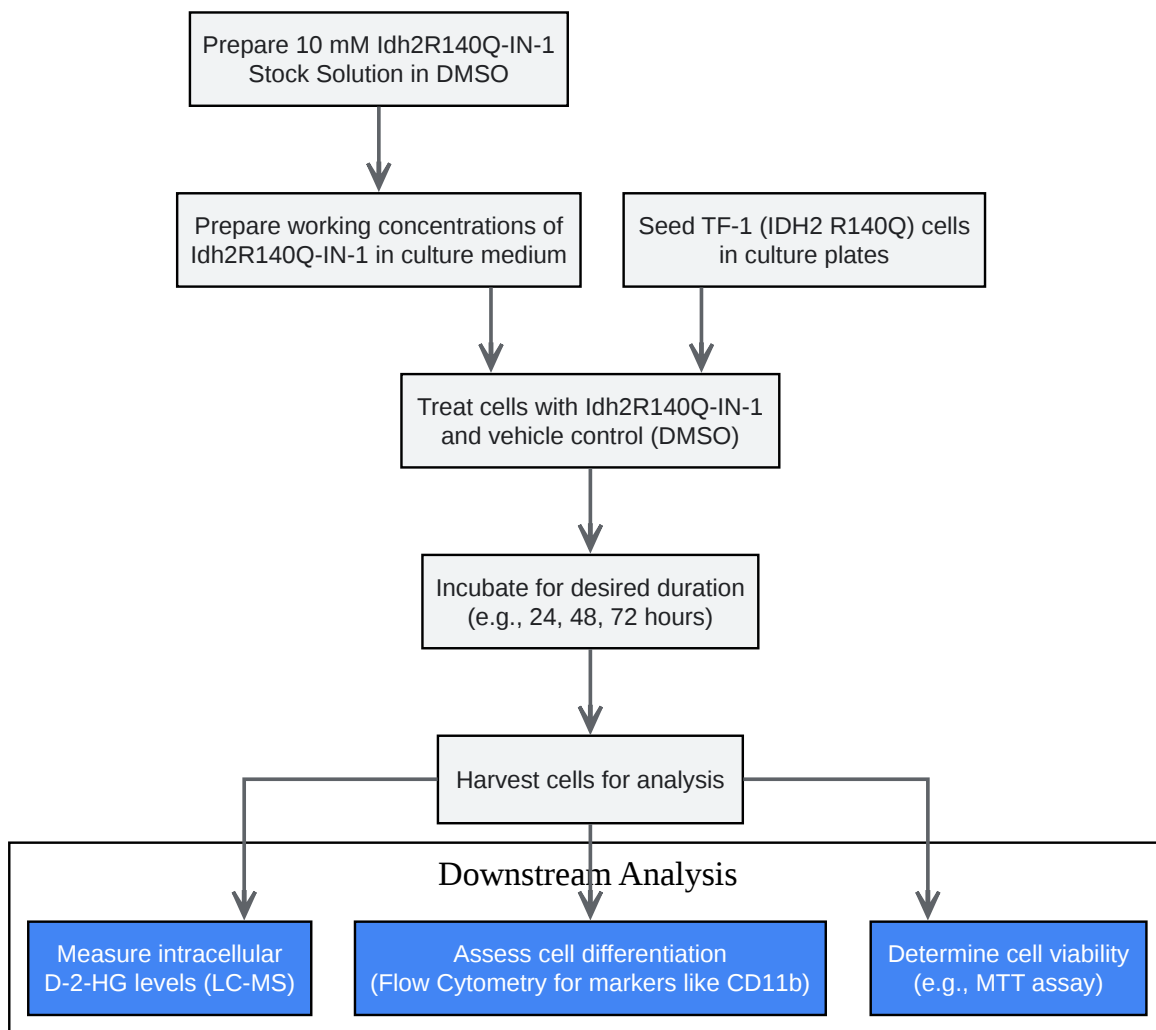 Prepare 10 mM Idh2R140Q-IN-1
Stock Solution in DMSO
Prepare working concentrations of
Idh2R140Q-IN-1 in culture medium
Seed TF-1 (IDH2 R140Q) cells
in culture plates
Treat cells with Idh2R140Q-IN-1
and vehicle control (DMSO)
Incubate for desired duration
(e.g., 24, 48, 72 hours)
Harvest cells for analysis
Downstream Analysis
Measure intracellular
D-2-HG levels (LC-MS)
Assess cell differentiation
(Flow Cytometry for markers like CD11b)
Determine cell viability
(e.g., MTT assay)